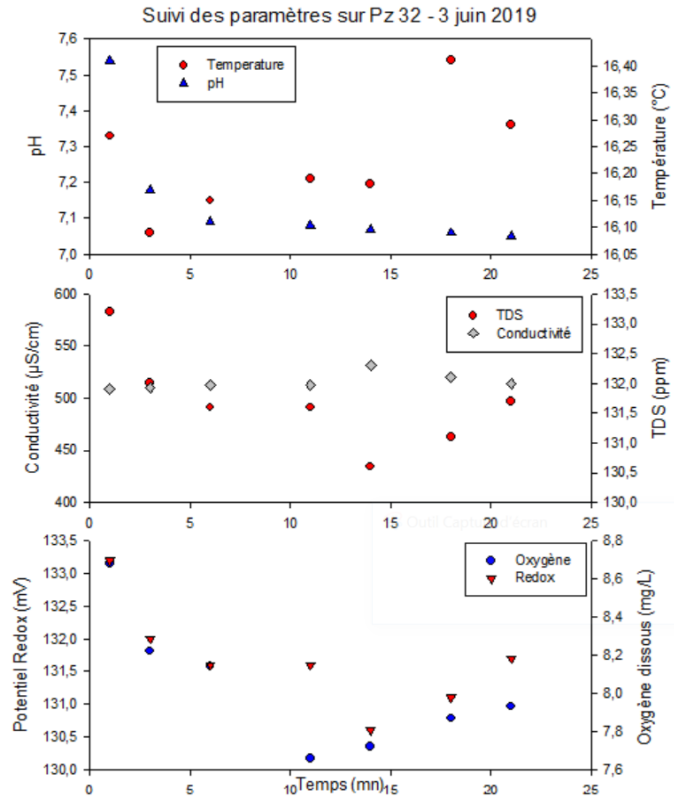 Suivi des paramètres sur Pz 32 - 3 juin 2019
7,6
7,5
7,4
7,3
7,2
7,1
7,0
pH
Temperature
pH
16,40
16,35
16,30
16,25
16,20
16,15
16,10
16,05
Température (°C)
0 5 10 15 20 25
600
550
500
450
400
Conductivité (µS/cm)
TDS
Conductivité
133,5
133,0
132,5
132,0
131,5
131,0
130,5
130,0
TDS (ppm)
0 5 10 15 20 25
Outil Capture d'écran
133,5
133,0
132,5
132,0
131,5
131,0
130,5
130,0
Potentiel Redox (mV)
Oxygène
Redox
8,8
8,6
8,4
8,2
8,0
7,8
7,6
Oxygène dissous (mg/L)
0 5 10 15 20 25
Temps (mn)